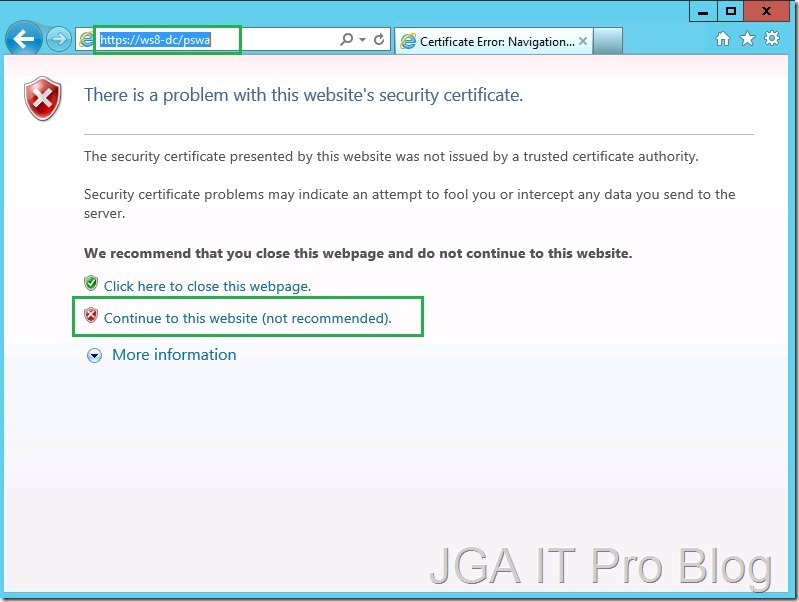 https://ws8-dc/pswa
Certificate Error: Navigation...
There is a problem with this website's security certificate.
The security certificate presented by this website was not issued by a trusted certificate authority.
Security certificate problems may indicate an attempt to fool you or intercept any data you send to the
server.
We recommend that you close this webpage and do not continue to this website.
Click here to close this webpage.
Continue to this website (not recommended).
More information
JGA IT Pro Blog